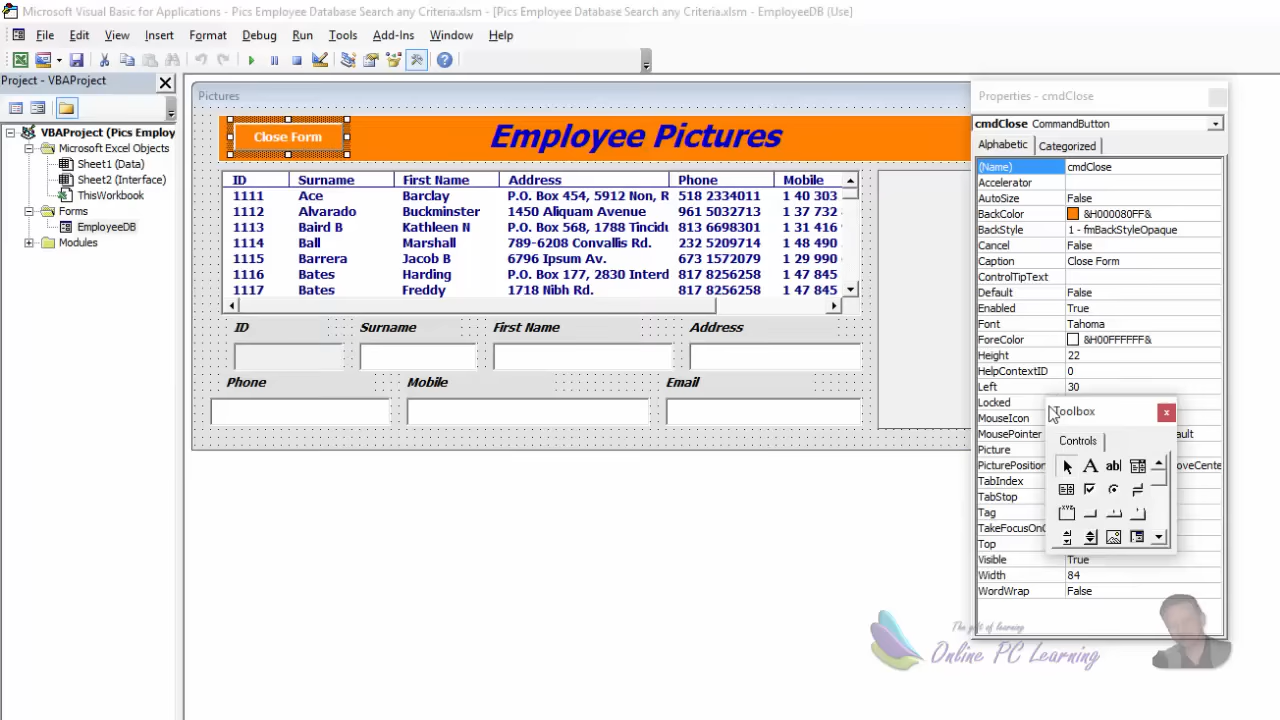 Microsoft Visual Basic for Applications - Pics Employee Database Search any Criteria.xlsm - [Pics Employee Database Search any Criteria.xlsm - EmployeeDB (Use]
File Edit View Insert Format Debug Run Tools Add-Ins Window Help
Project - VBAProject
VBAProject (Pics Employ
Microsoft Excel Objects
Sheet1 (Data)
Sheet2 (Interface)
ThisWorkbook
Forms
EmployeeDB
Modules
Pictures
Close Form Employee Pictures
ID Surname First Name Address Phone Mobile
1111 Ace Barclay P.O. Box 454, 5912 Non, R 518 2334011 1 40 303
1112 Alvarado Buckminster 1450 Aliquam Avenue 961 5032713 1 37 732
1113 Baird B Kathleen N P.O. Box 568, 1788 Tincidu 813 6698301 1 31 416
1114 Ball Marshall 789-6208 Convallis Rd. 232 5209714 1 48 490
1115 Barrera Jacob B 6796 Ipsum Av. 673 1572079 1 29 990
1116 Bates Harding P.O. Box 177, 2830 Interd 817 8256258 1 47 845
1117 Bates Freddy 1718 Nibh Rd. 817 8256258 1 47 845
ID Surname First Name Address
Phone Mobile Email
Properties - cmdClose
cmdClose CommandButton
Alphabetic Categorized
(Name) cmdClose
Accelerator
AutoSize False
BackColor &H000080FF&
BackStyle 1 - fmBackStyleOpaque
Cancel False
Caption Close Form
ControlTipText
Default False
Enabled True
Font Tahoma
ForeColor &H00FFFFFF&
Height 22
HelpContextID 0
Left 30
Locked
MouseIcon
MousePointer ault
Picture
PicturePosition oveCente
TabIndex
TabStop
Tag
TakeFocusOnC
Top
Visible True
Width 84
WordWrap False
Toolbox
Controls
A abl
XYZ
The gift of learning
Online PC Learning